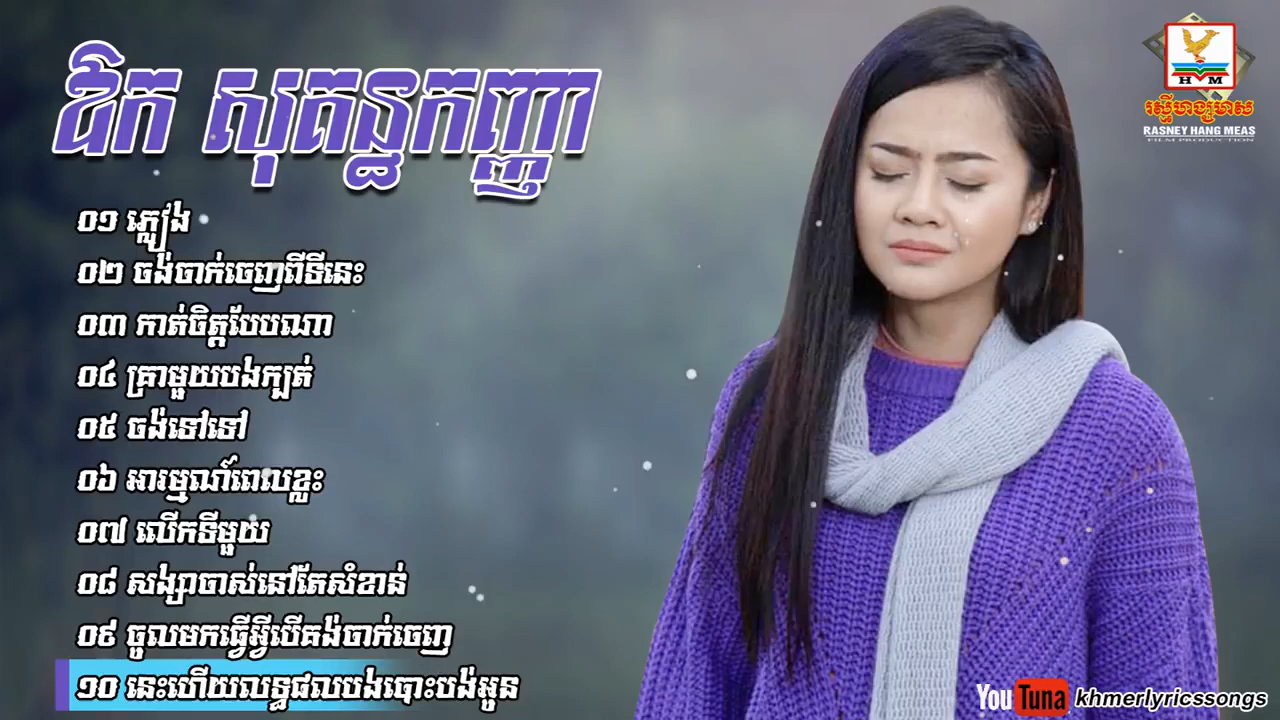 ឱក សុគន្ធកញ្ញា
HM
រស្មីហង្សមាស
RASNEY HANG MEAS
FILM PRODUCTION
០១ ភ្លៀង
០២ ចង់ចាក់ចេញពីទីនេះ
០៣ កាត់ចិត្តបែបណា
០៤ គ្រាមួយបងក្បត់
០៥ ចង់ទៅទៅ
០៦ អារម្មណ៍ពេលខ្លះ
០៧ លើកទីមួយ
០៨ សង្សាចាស់នៅតែសំខាន់
០៩ ចូលមកធ្វើអ្វីបើគង់ចាក់ចេញ
១០ នេះហើយលទ្ធផលបងបោះបង់អូន
YouTuna khmerlyricssongs